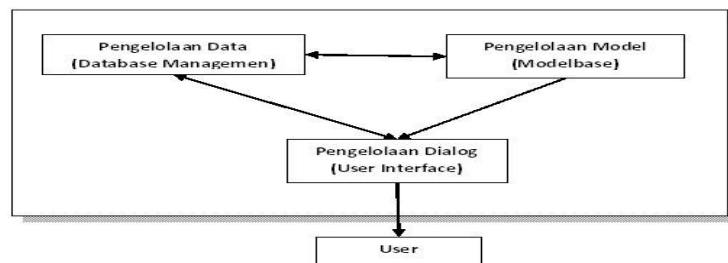 Pengelolaan Data
(Database Managemen)
Pengelolaan Model
(Modelbase)
Pengelolaan Dialog
(User Interface)
User